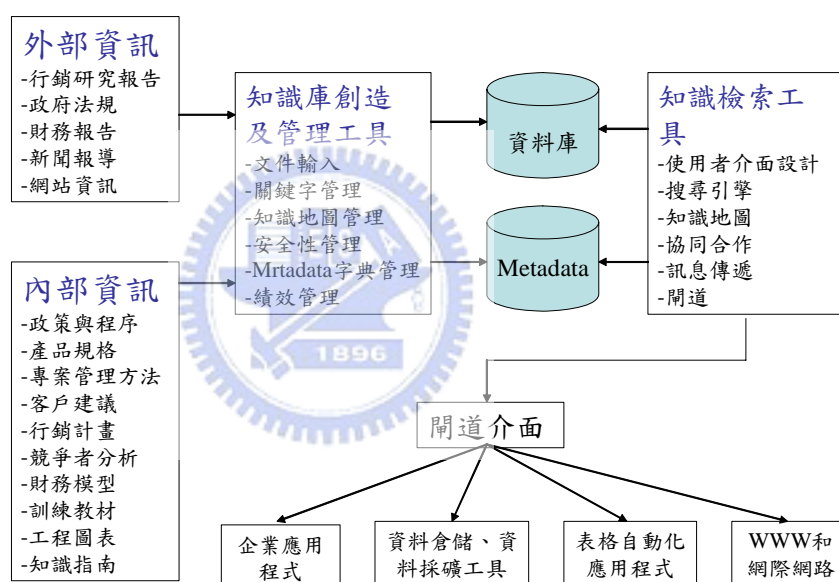 外部資訊
-行銷研究報告
-政府法規
-財務報告
-新聞報導
-網站資訊
內部資訊
-政策與程序
-產品規格
-專案管理方法
-客戶建議
-行銷計畫
-競爭者分析
-財務模型
-訓練教材
-工程圖表
-知識指南
知識庫創造
及管理工具
-文件輸入
-關鍵字管理
-知識地圖管理
-安全性管理
-Mrtadata字典管理
-績效管理
資料庫
Metadata
知識檢索工
具
-使用者介面設計
-搜尋引擎
-知識地圖
-協同合作
-訊息傳遞
-閘道
1896
閘道介面
企業應用
程式
資料倉儲、資
料採礦工具
表格自動化
應用程式
WWW和
網際網路